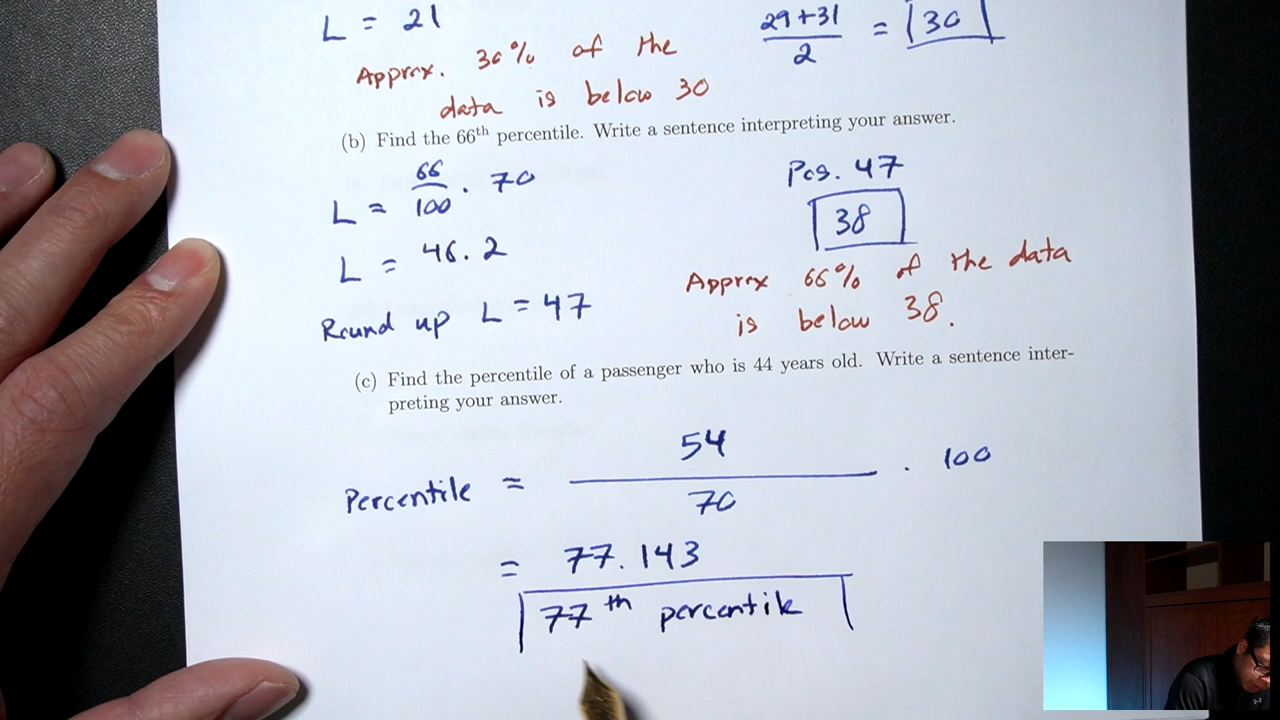 L = 21
29+31 / 2 = 30
Approx. 30% of the
data is below 30
(b) Find the 66th percentile. Write a sentence interpreting your answer.
L = 66/100 · 70
L = 46.2
Round up L = 47
Pos. 47
38
Approx 66% of the data
is below 38.
(c) Find the percentile of a passenger who is 44 years old. Write a sentence inter-
preting your answer.
Percentile = 54 / 70 · 100
= 77.143
77th percentile